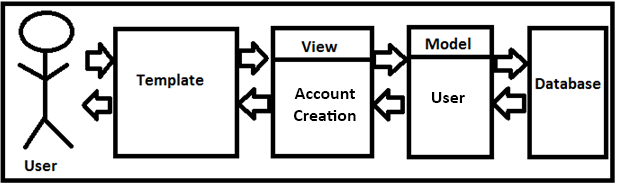 User
Template
View
Account
Creation
Model
User
Database